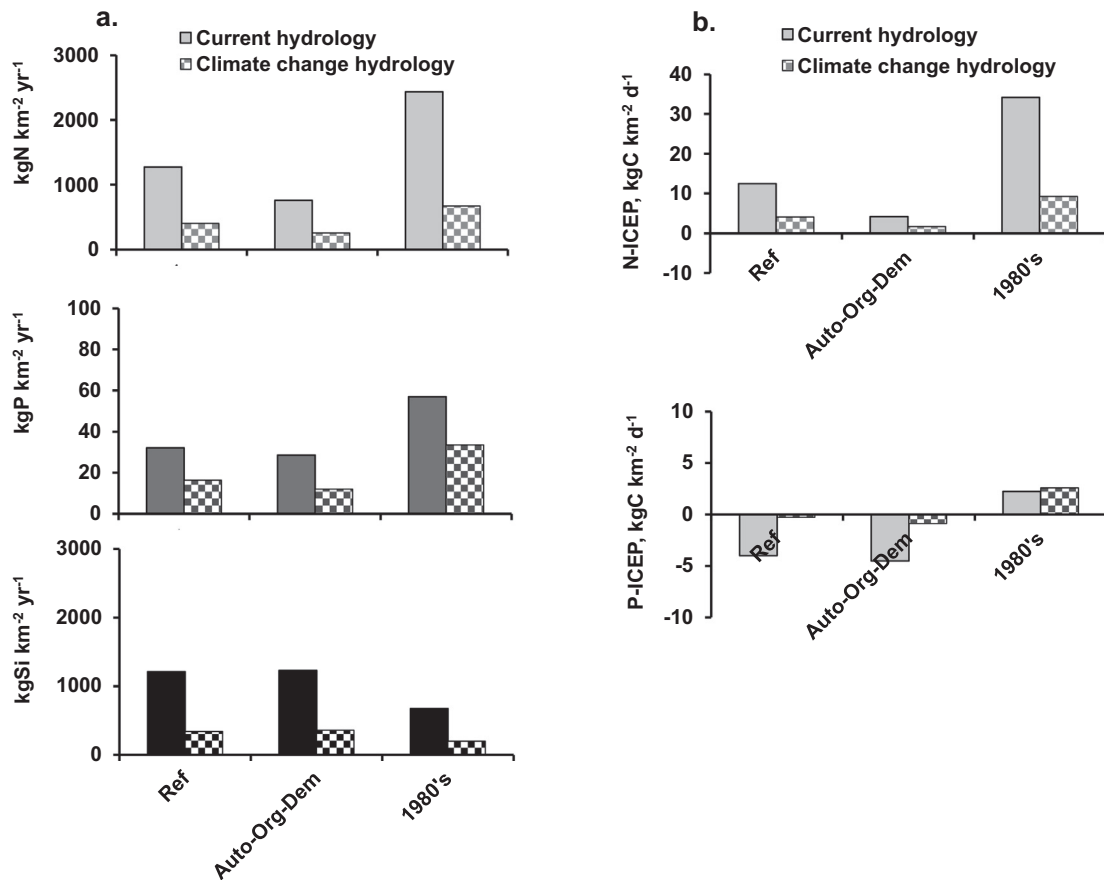 a.
Current hydrology
Climate change hydrology
kgN km-2 yr-1
3000
2000
1000
0
kgP km-2 yr-1
100
80
60
40
20
0
kgSi km-2 yr-1
3000
2000
1000
0
Ref
Auto-Org-Dem
1980's
b.
Current hydrology
Climate change hydrology
N-ICEP, kgC km-2 d-1
40
30
20
10
0
-10
Ref
Auto-Org-Dem
1980's
P-ICEP, kgC km-2 d-1
10
5
0
-5
-10
Ref
Auto-Org-Dem
1980's